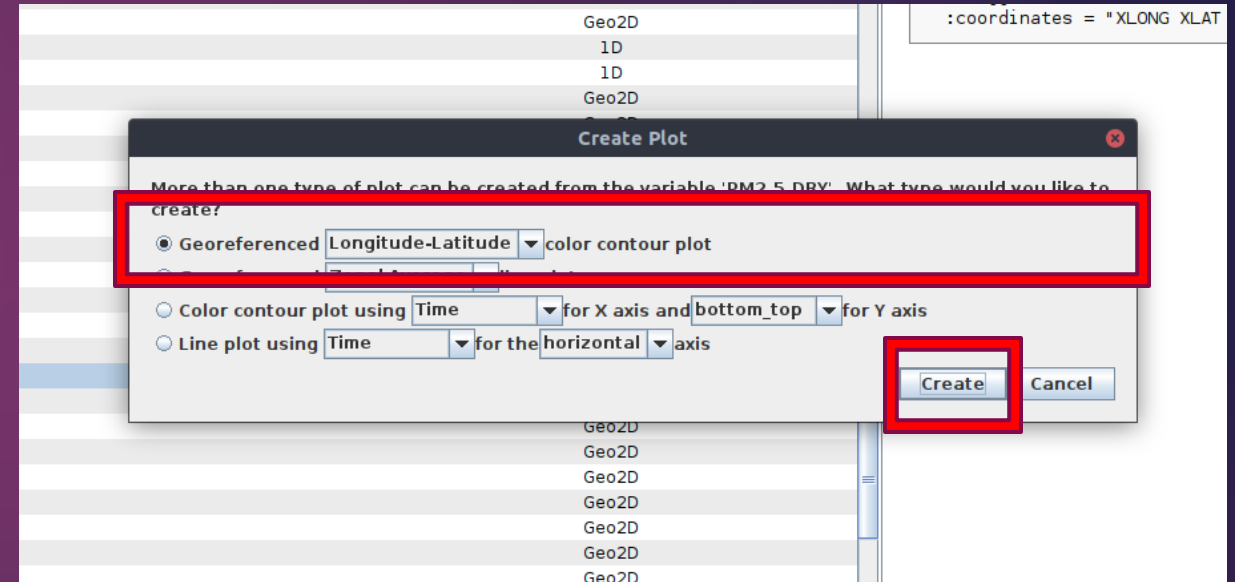 Geo2D
:coordinates = "XLONG XLAT
1D
1D
Geo2D
Create Plot
More than one type of plot can be created from the variable 'PM2_5_DRY'. What type would you like to
create?
Georeferenced Longitude-Latitude color contour plot
Color contour plot using Time for X axis and bottom_top for Y axis
Line plot using Time for the horizontal axis
Create Cancel
Geo2D
Geo2D
Geo2D
Geo2D
Geo2D
Geo2D
Geo2D